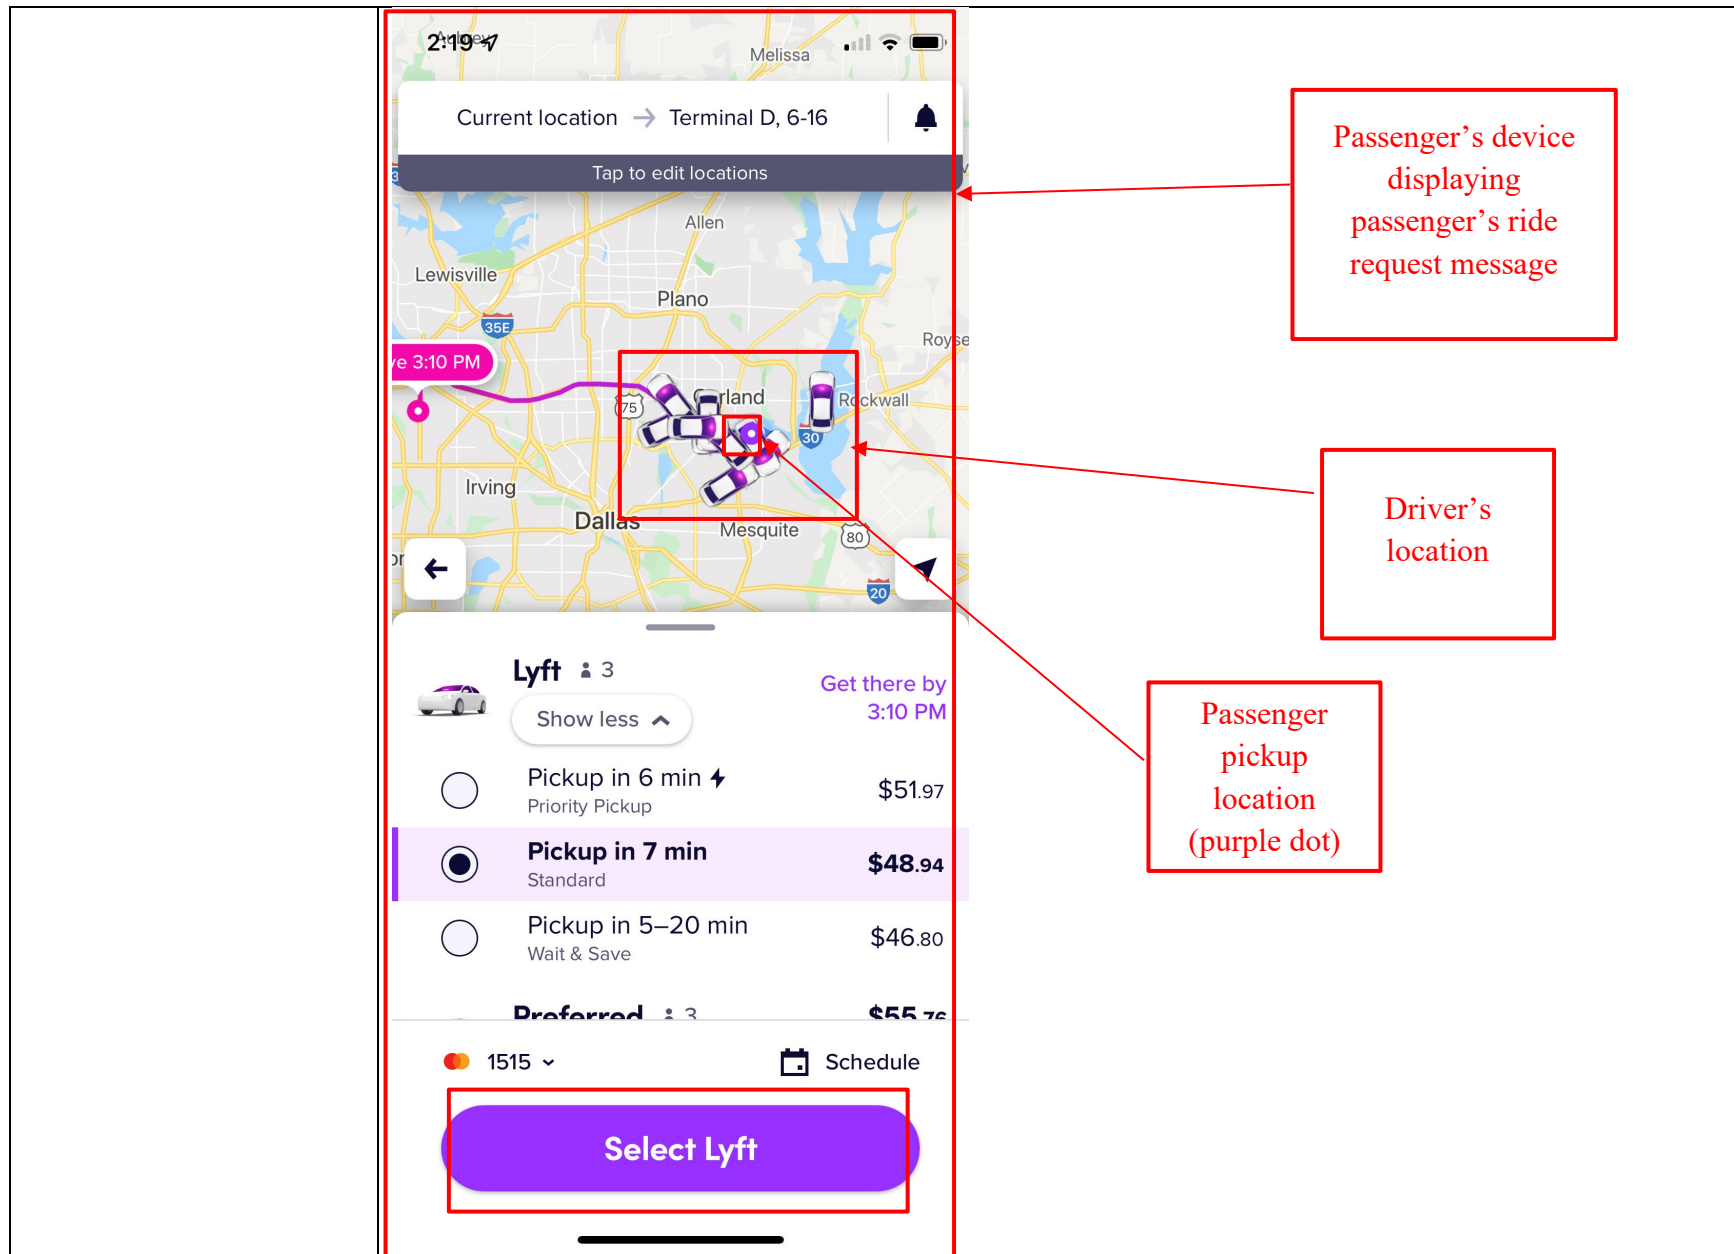 2:19
Melissa
Current location → Terminal D, 6-16
Tap to edit locations
Allen
Lewisville
Plano
35E
3:10 PM
75
Rockwall
30
Irving
Dallas
Mesquite
80
20
Lyft 3
Show less
Get there by
3:10 PM
Pickup in 6 min
Priority Pickup
$51.97
Pickup in 7 min
Standard
$48.94
Pickup in 5–20 min
Wait & Save
$46.80
Preferred 3
$55.76
1515
Schedule
Select Lyft
Passenger’s device
displaying
passenger’s ride
request message
Driver’s
location
Passenger
pickup
location
(purple dot)